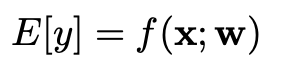 E[y] = f(x; w)